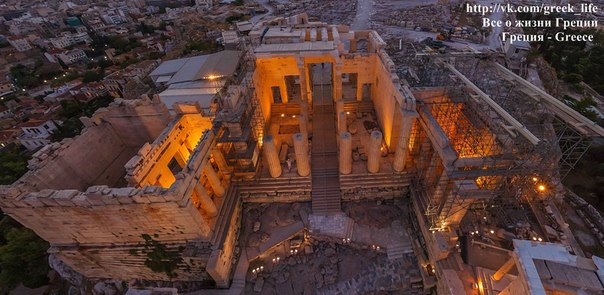 http://vk.com/greek_life
Все о жизни Греции
Греция - Greece